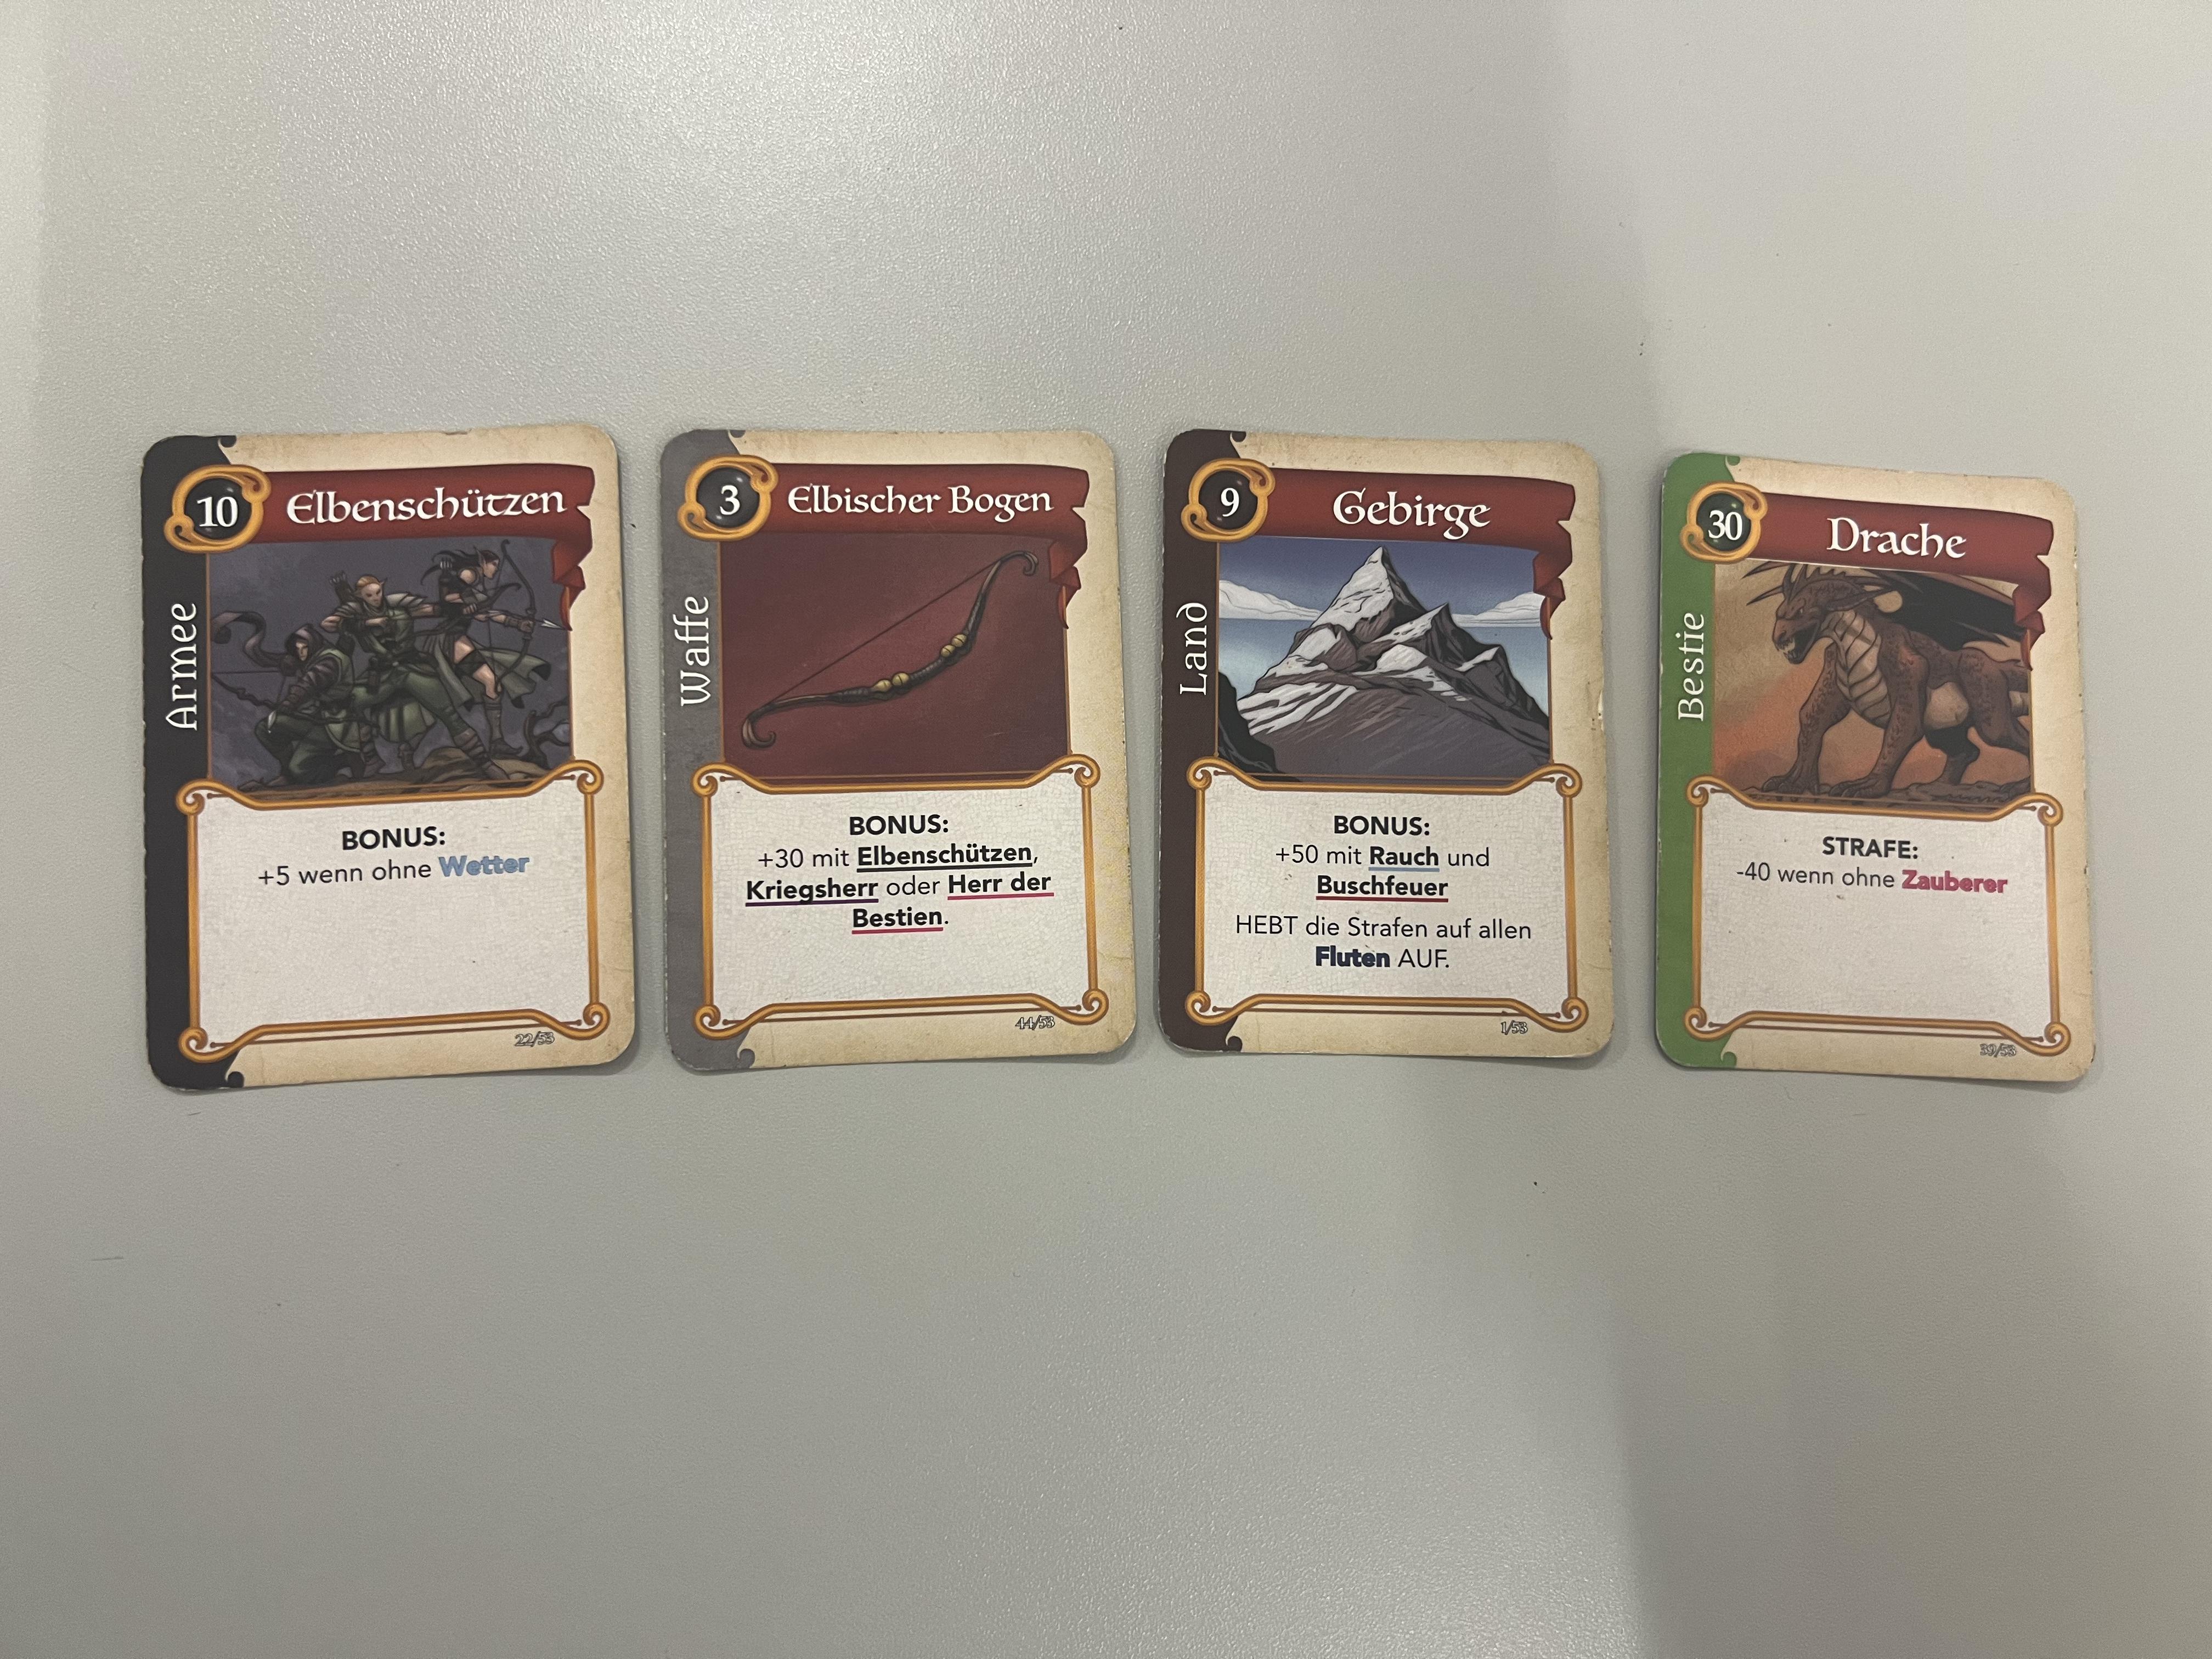 Armee
10
Elbenschützen
BONUS:
+5 wenn ohne Wetter
22/53
Waffe
3
Elbischer Bogen
BONUS:
+30 mit Elbenschützen,
Kriegsherr oder Herr der
Bestien.
44/53
Land
9
Gebirge
BONUS:
+50 mit Rauch und
Buschfeuer
HEBT die Strafen auf allen
Fluten AUF.
1/53
Bestie
30
Drache
STRAFE:
-40 wenn ohne Zauberer
39/53